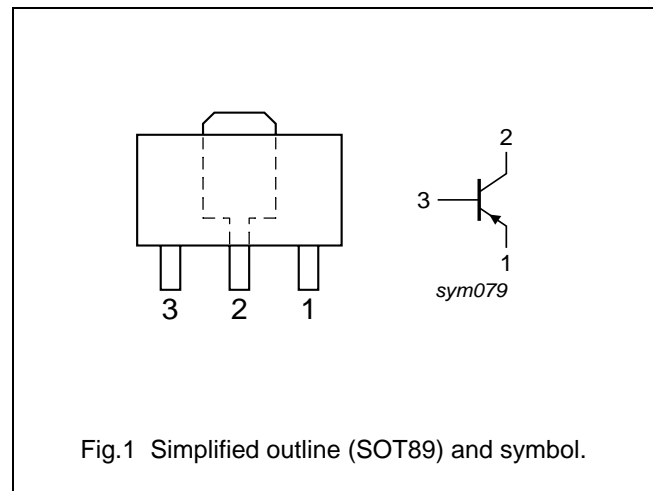 2
3
1
sym079
3 2 1
Fig.1 Simplified outline (SOT89) and symbol.